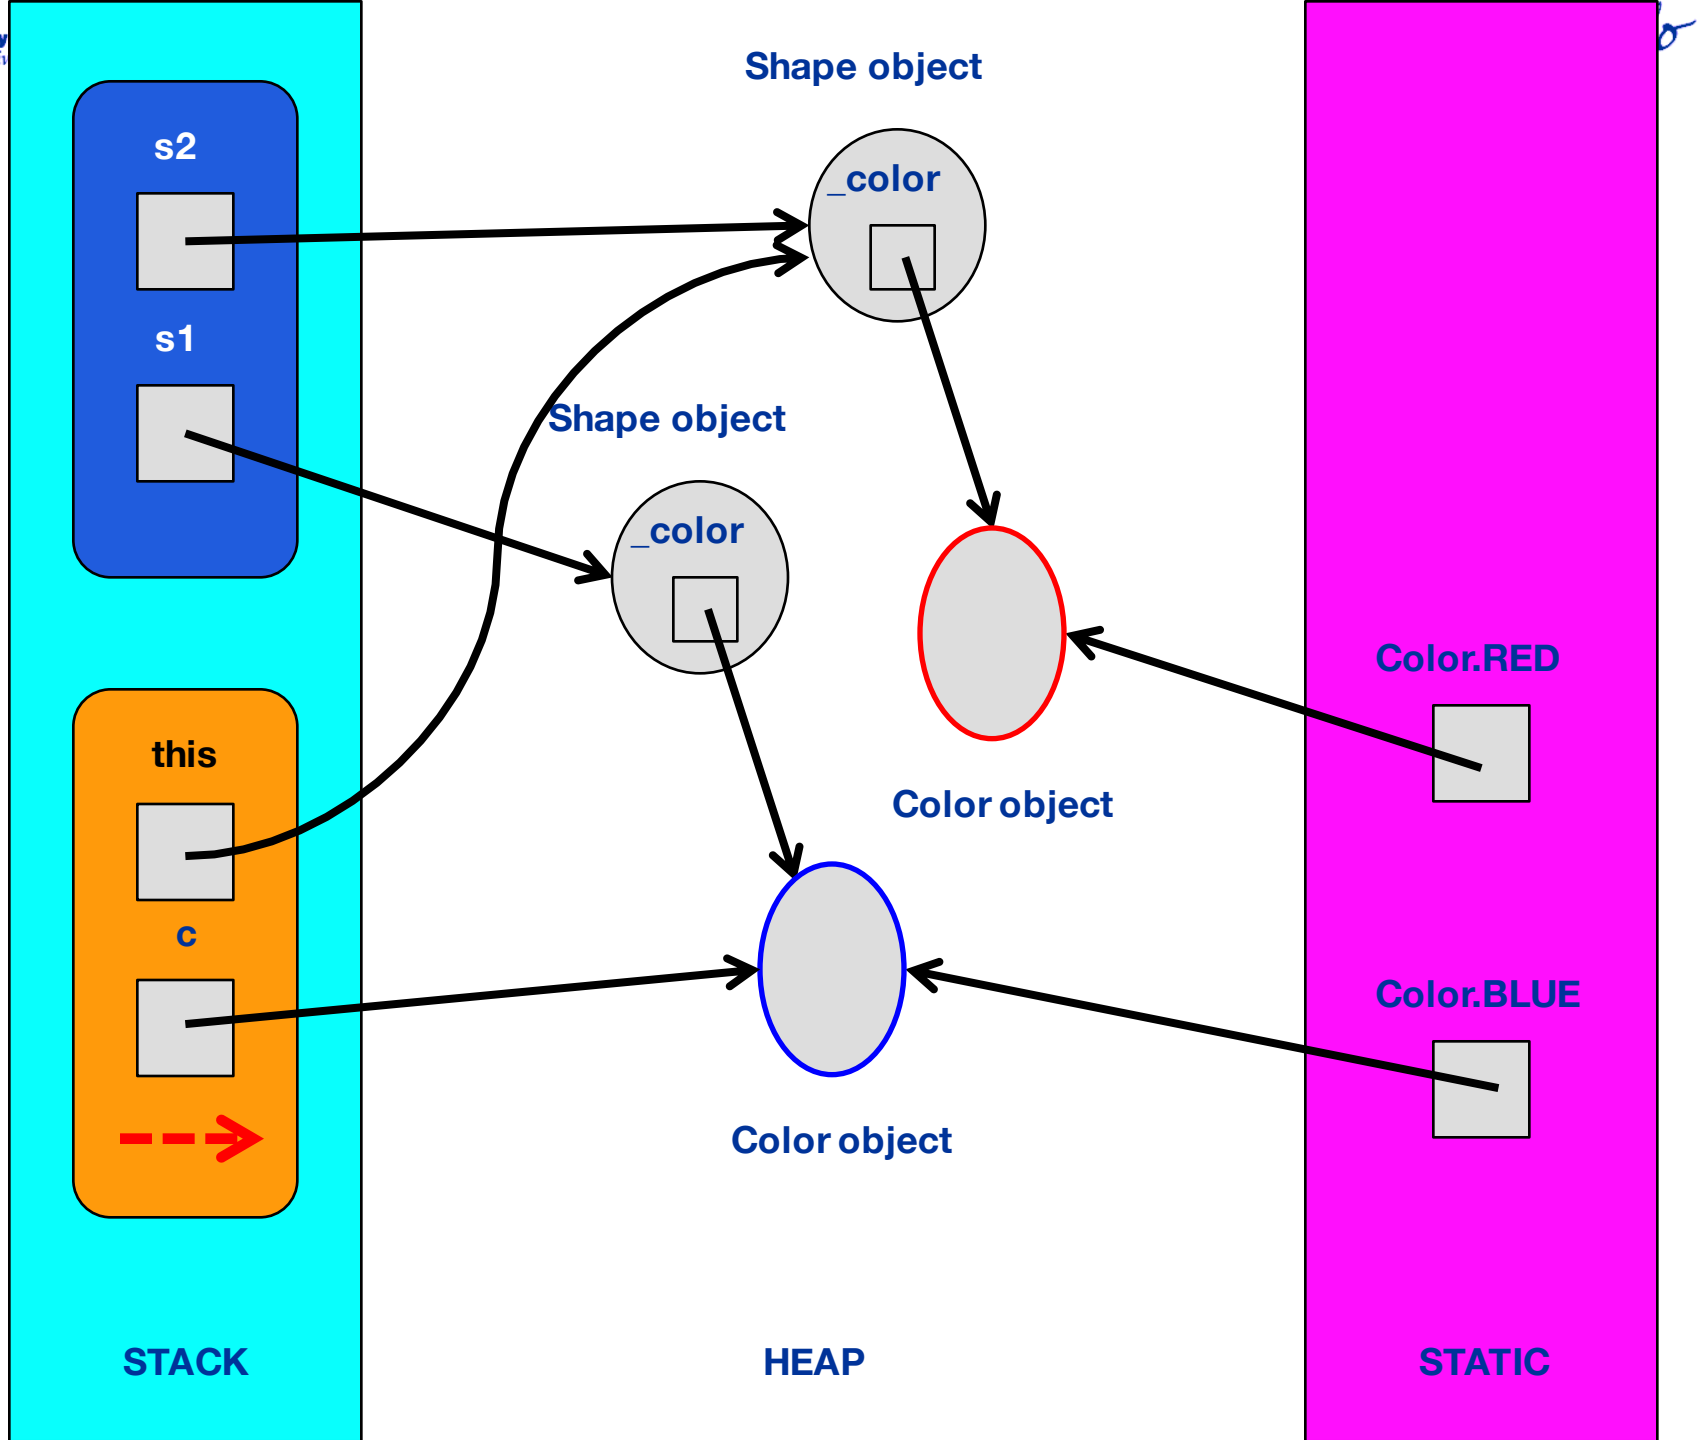 Shape object
s2
_color
s1
Shape object
_color
Color.RED
this
Color object
c
Color.BLUE
Color object
STACK
HEAP
STATIC